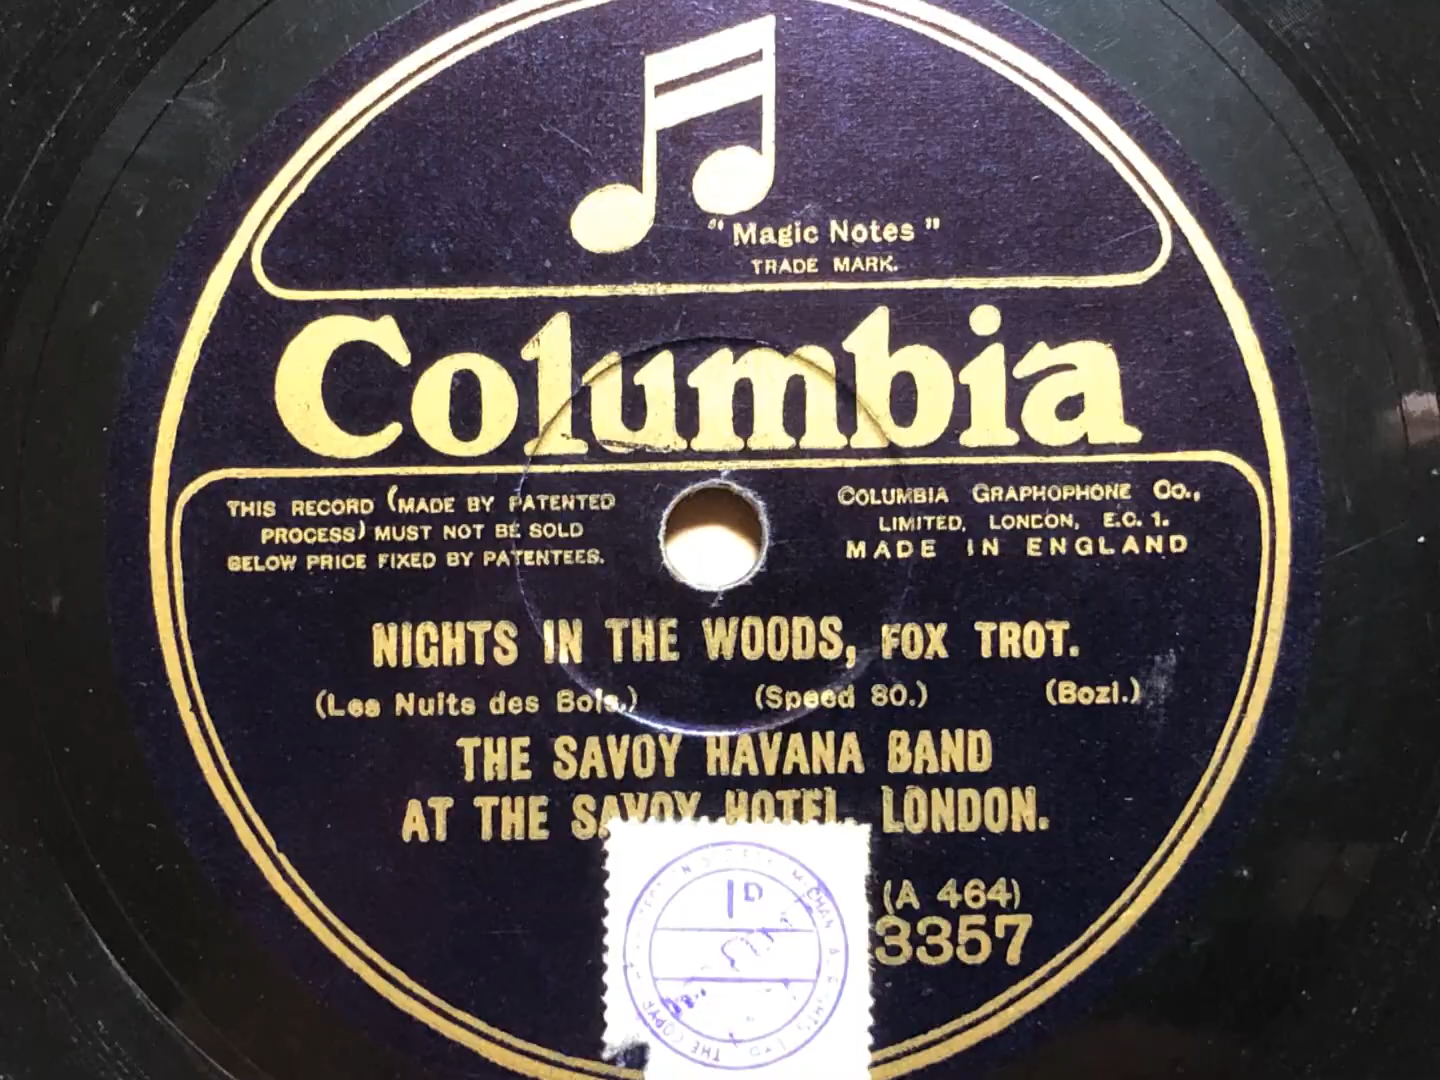 " Magic Notes "
TRADE MARK.
Columbia
THIS RECORD (MADE BY PATENTED
PROCESS) MUST NOT BE SOLD
BELOW PRICE FIXED BY PATENTEES.
COLUMBIA GRAPHOPHONE CO.,
LIMITED, LONDON, E.C. 1.
MADE IN ENGLAND
NIGHTS IN THE WOODS, FOX TROT.
(Les Nuits des Bois.) (Speed 80.) (Bozi.)
THE SAVOY HAVANA BAND
AT THE SAVOY HOTEL, LONDON.
(A 464)
3357
1D